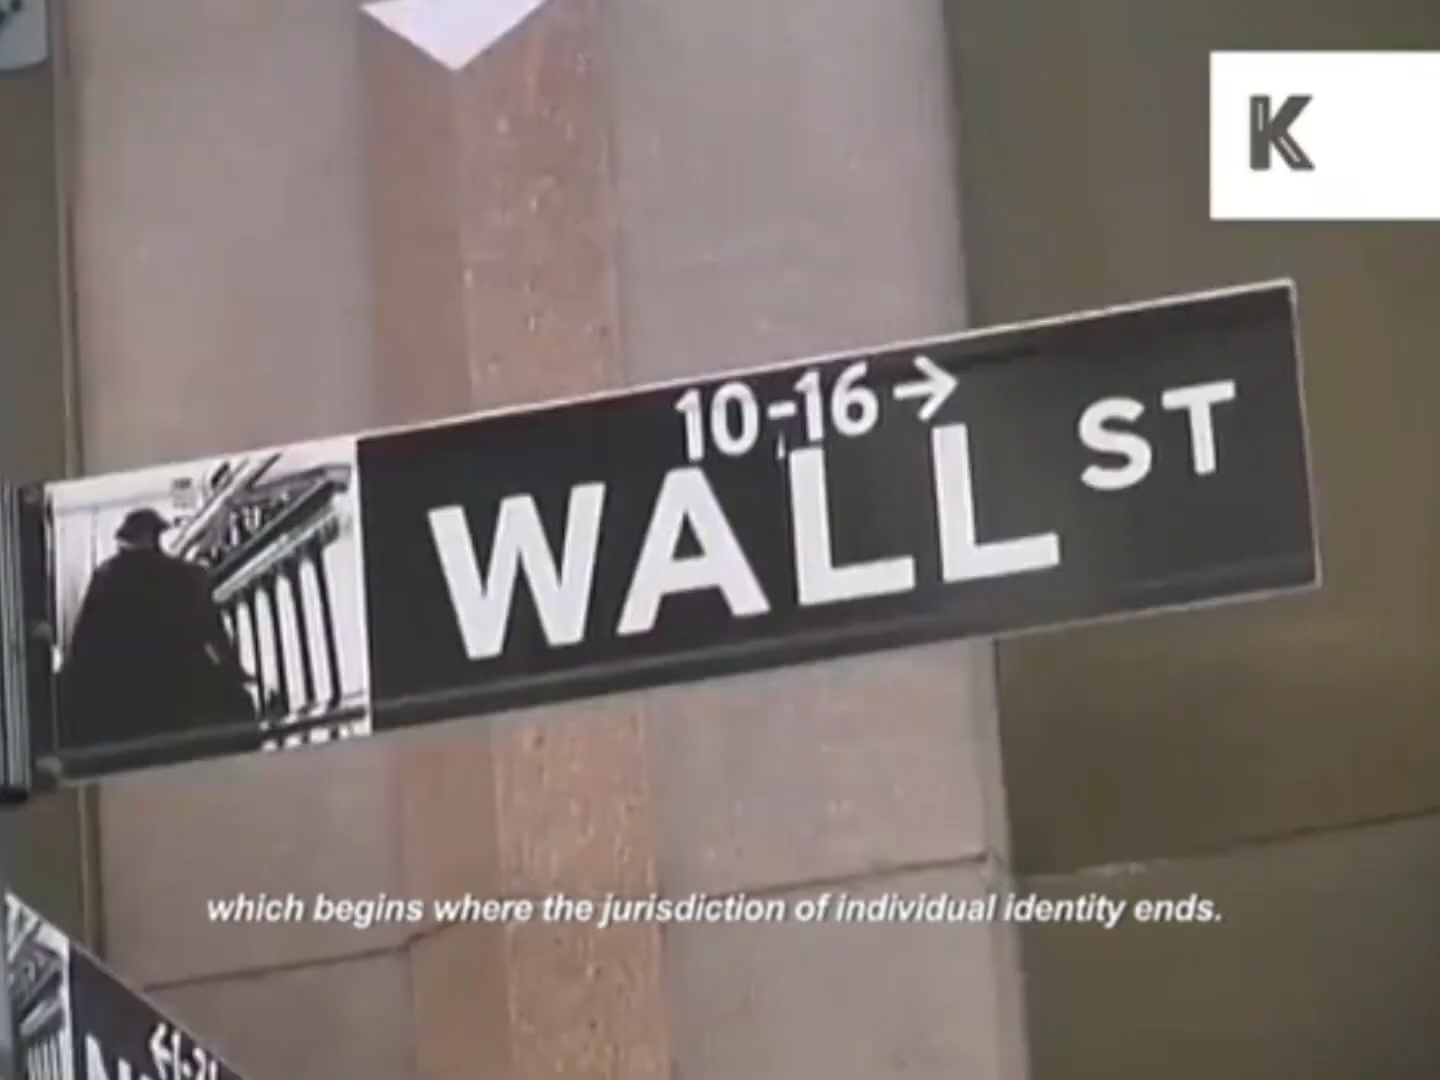 K
10-16→
WALL ST
which begins where the jurisdiction of individual identity ends.